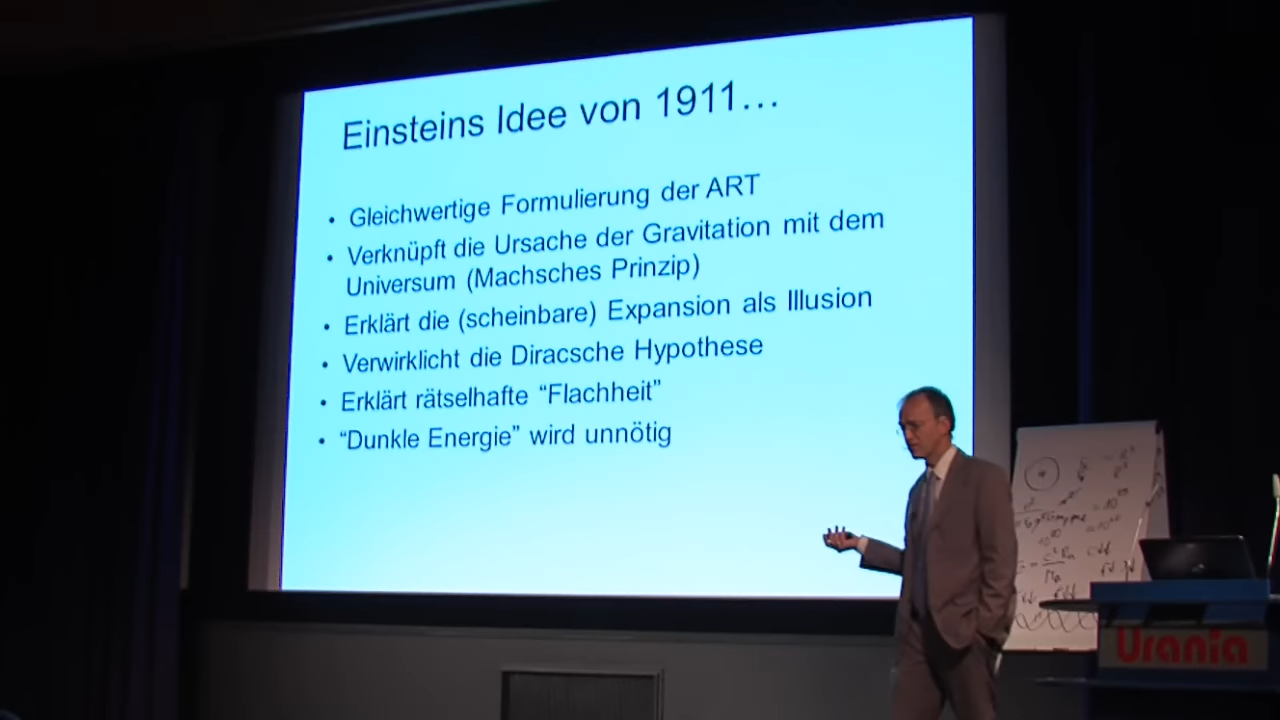 Einsteins Idee von 1911…
• Gleichwertige Formulierung der ART
• Verknüpft die Ursache der Gravitation mit dem
Universum (Machsches Prinzip)
• Erklärt die (scheinbare) Expansion als Illusion
• Verwirklicht die Diracsche Hypothese
• Erklärt rätselhafte “Flachheit”
• “Dunkle Energie” wird unnötig
Urania